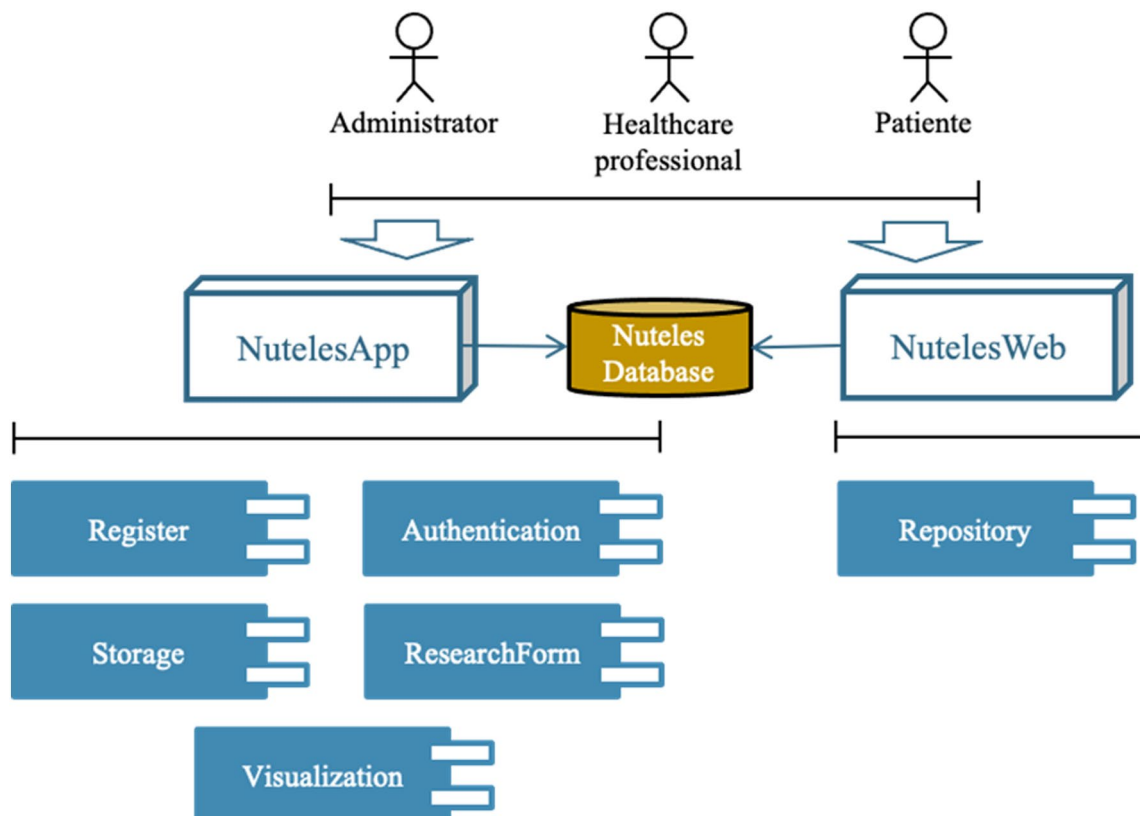 Administrator
Healthcare
professional
Patiente
NutelesApp
Nuteles
Database
NutelesWeb
Register
Authentication
Repository
Storage
ResearchForm
Visualization